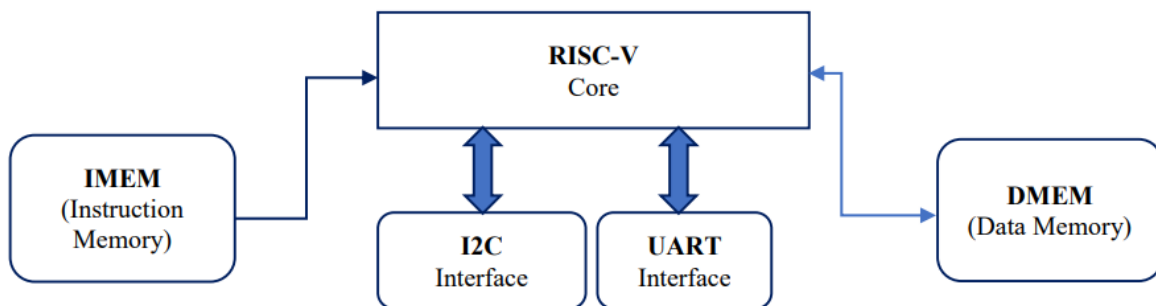 RISC-V
Core
IMEM
(Instruction
Memory)
I2C
Interface
UART
Interface
DMEM
(Data Memory)